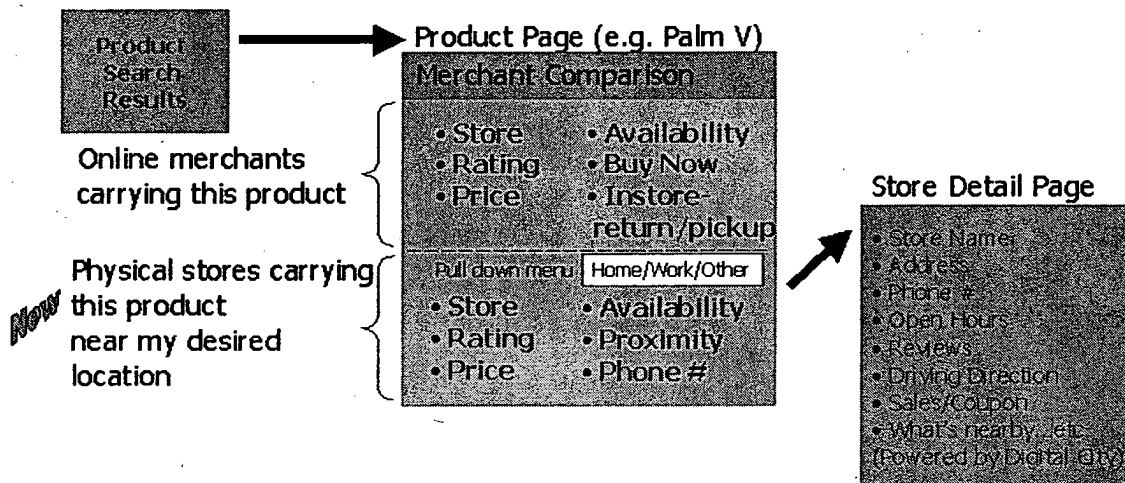 Product
Search
Results
Product Page (e.g. Palm V)
Merchant Comparison
Online merchants
carrying this product
• Store
• Rating
• Price
• Availability
• Buy Now
• Instore-
return/pickup
New
Physical stores carrying
this product
near my desired
location
Pull down menu
Home/Work/Other
• Store
• Rating
• Price
• Availability
• Proximity
• Phone #
Store Detail Page
• Store Name
• Address
• Phone #
• Open Hours
• Reviews
• Driving Direction
• Sales/Coupon
• What's nearby...etc
(Powered by Digital City)